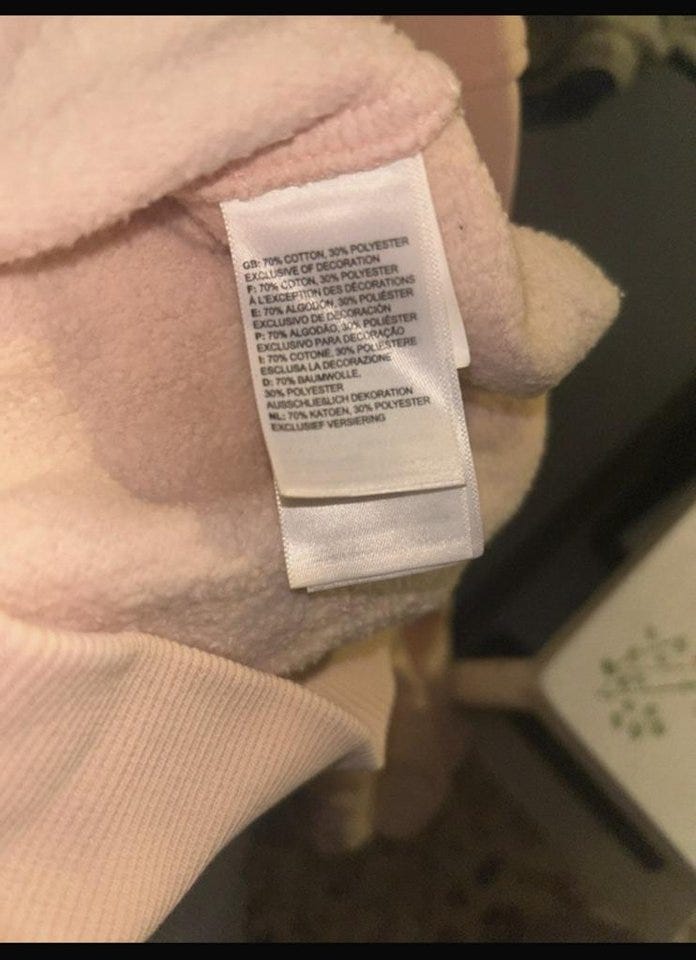 GB: 70% COTTON, 30% POLYESTER
EXCLUSIVE OF DECORATION
F: 70% COTON, 30% POLYESTER
À L'EXCEPTION DES DÉCORATIONS
E: 70% ALGODON, 30% POLIÉSTER
EXCLUSIVO DE DECORACIÓN
P: 70% ALGODÃO, 30% POLIÉSTER
EXCLUSIVO PARA DECORAÇÃO
I: 70% COTONE, 30% POLIESTERE
ESCLUSA LA DECORAZIONE
D: 70% BAUMWOLLE,
30% POLYESTER
AUSSCHLIEßLICH DEKORATION
NL: 70% KATOEN, 30% POLYESTER
EXCLUSIEF VERSIERING